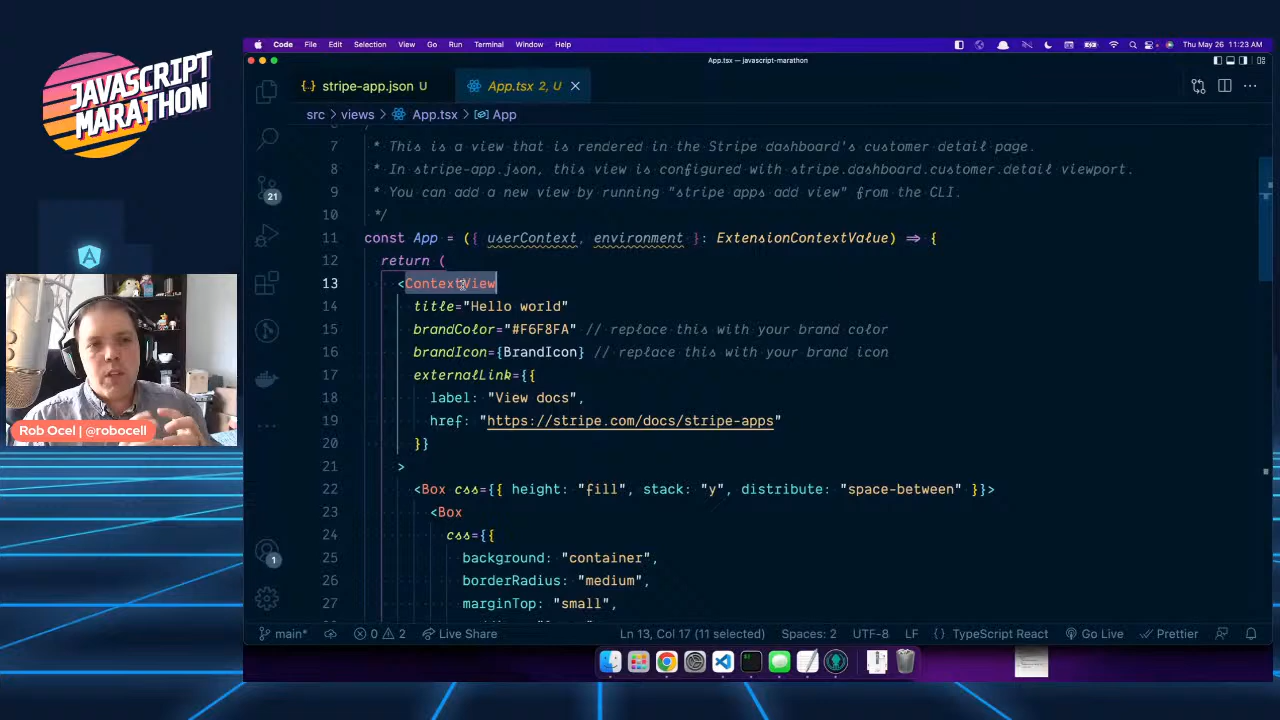 JAVASCRIPT
MARATHON
Rob Ocel | @robocell
Code File Edit Selection View Go Run Terminal Window Help
Thu May 26 11:23 AM
App.tsx — javascript-marathon
stripe-app.json U
App.tsx 2, U
src > views > App.tsx > App
7 * This is a view that is rendered in the Stripe dashboard's customer detail page.
8 * In stripe-app.json, this view is configured with stripe.dashboard.customer.detail viewport.
9 * You can add a new view by running "stripe apps add view" from the CLI.
10 */
11 const App = ({ userContext, environment }: ExtensionContextValue) => {
12 return (
13 <ContextView
14 title="Hello world"
15 brandColor="#F6F8FA" // replace this with your brand color
16 brandIcon={BrandIcon} // replace this with your brand icon
17 externalLink={{
18 label: "View docs",
19 href: "https://stripe.com/docs/stripe-apps"
20 }}
21 >
22 <Box css={{ height: "fill", stack: "y", distribute: "space-between" }}>
23 <Box
24 css={{
25 background: "container",
26 borderRadius: "medium",
27 marginTop: "small",
21
1
main*
0 2
Live Share
Ln 13, Col 17 (11 selected)
Spaces: 2
UTF-8
LF
TypeScript React
Go Live
Prettier